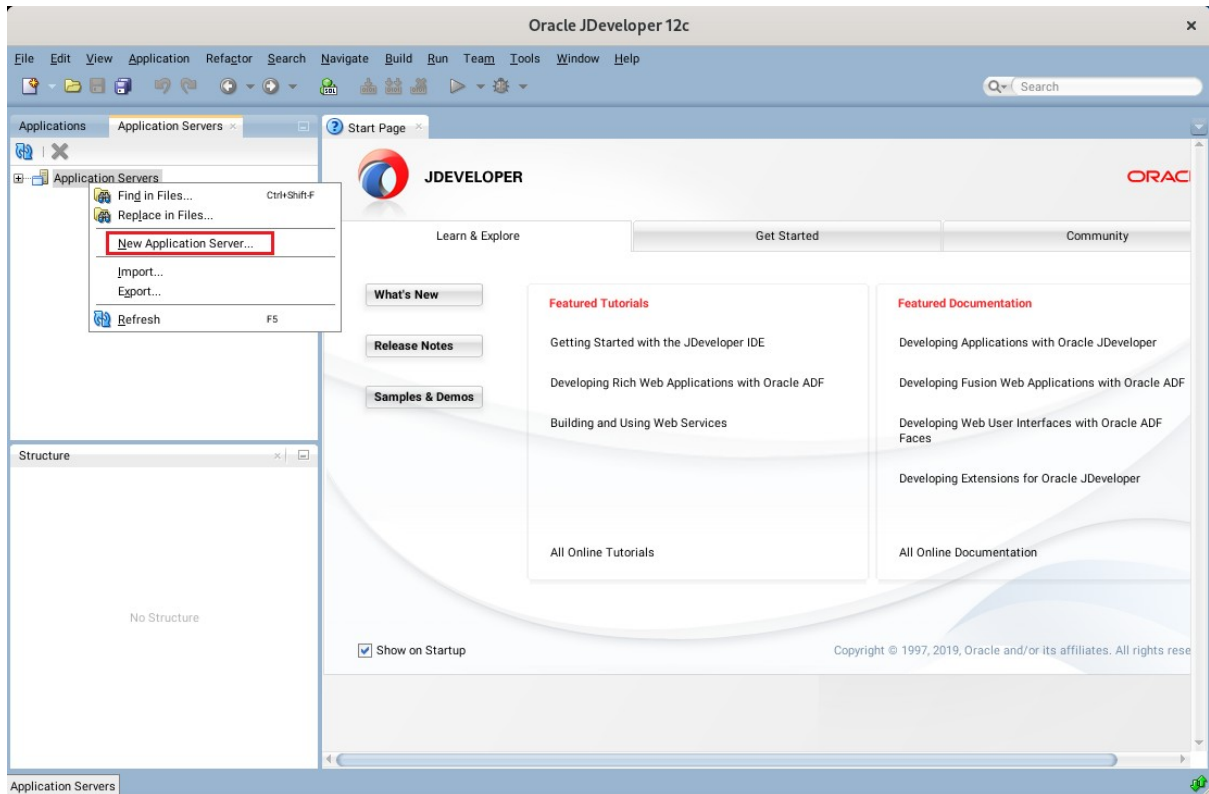 Oracle JDeveloper 12c
File Edit View Application Refactor Search Navigate Build Run Team Tools Window Help
Search
Applications
Application Servers
Application Servers
Find in Files... Ctrl+Shift-F
Replace in Files...
New Application Server...
Import...
Export...
Refresh F5
Structure
No Structure
Start Page
JDEVELOPER
ORAC
Learn & Explore
Get Started
Community
What's New
Release Notes
Samples & Demos
Featured Tutorials
Getting Started with the JDeveloper IDE
Developing Rich Web Applications with Oracle ADF
Building and Using Web Services
All Online Tutorials
Featured Documentation
Developing Applications with Oracle JDeveloper
Developing Fusion Web Applications with Oracle ADF
Developing Web User Interfaces with Oracle ADF
Faces
Developing Extensions for Oracle JDeveloper
All Online Documentation
Show on Startup
Copyright © 1997, 2019, Oracle and/or its affiliates. All rights rese
Application Servers